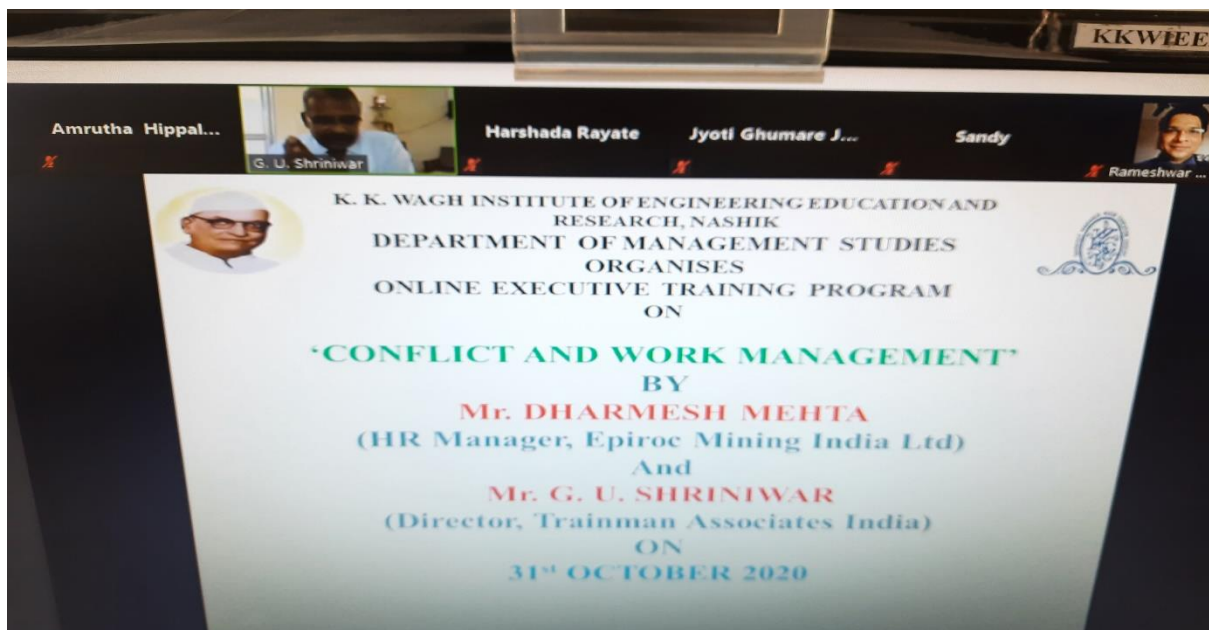 KKWIEE
Amrutha Hippal...
G. U. Shriniwar
Harshada Rayate
Jyoti Ghumare J...
Sandy
Rameshwar ...
K. K. WAGH INSTITUTE OF ENGINEERING EDUCATION AND
RESEARCH, NASHIK
DEPARTMENT OF MANAGEMENT STUDIES
ORGANISES
ONLINE EXECUTIVE TRAINING PROGRAM
ON
‘CONFLICT AND WORK MANAGEMENT’
BY
Mr. DHARMESH MEHTA
(HR Manager, Epiroc Mining India Ltd)
And
Mr. G. U. SHRINIWAR
(Director, Trainman Associates India)
ON
31st OCTOBER 2020